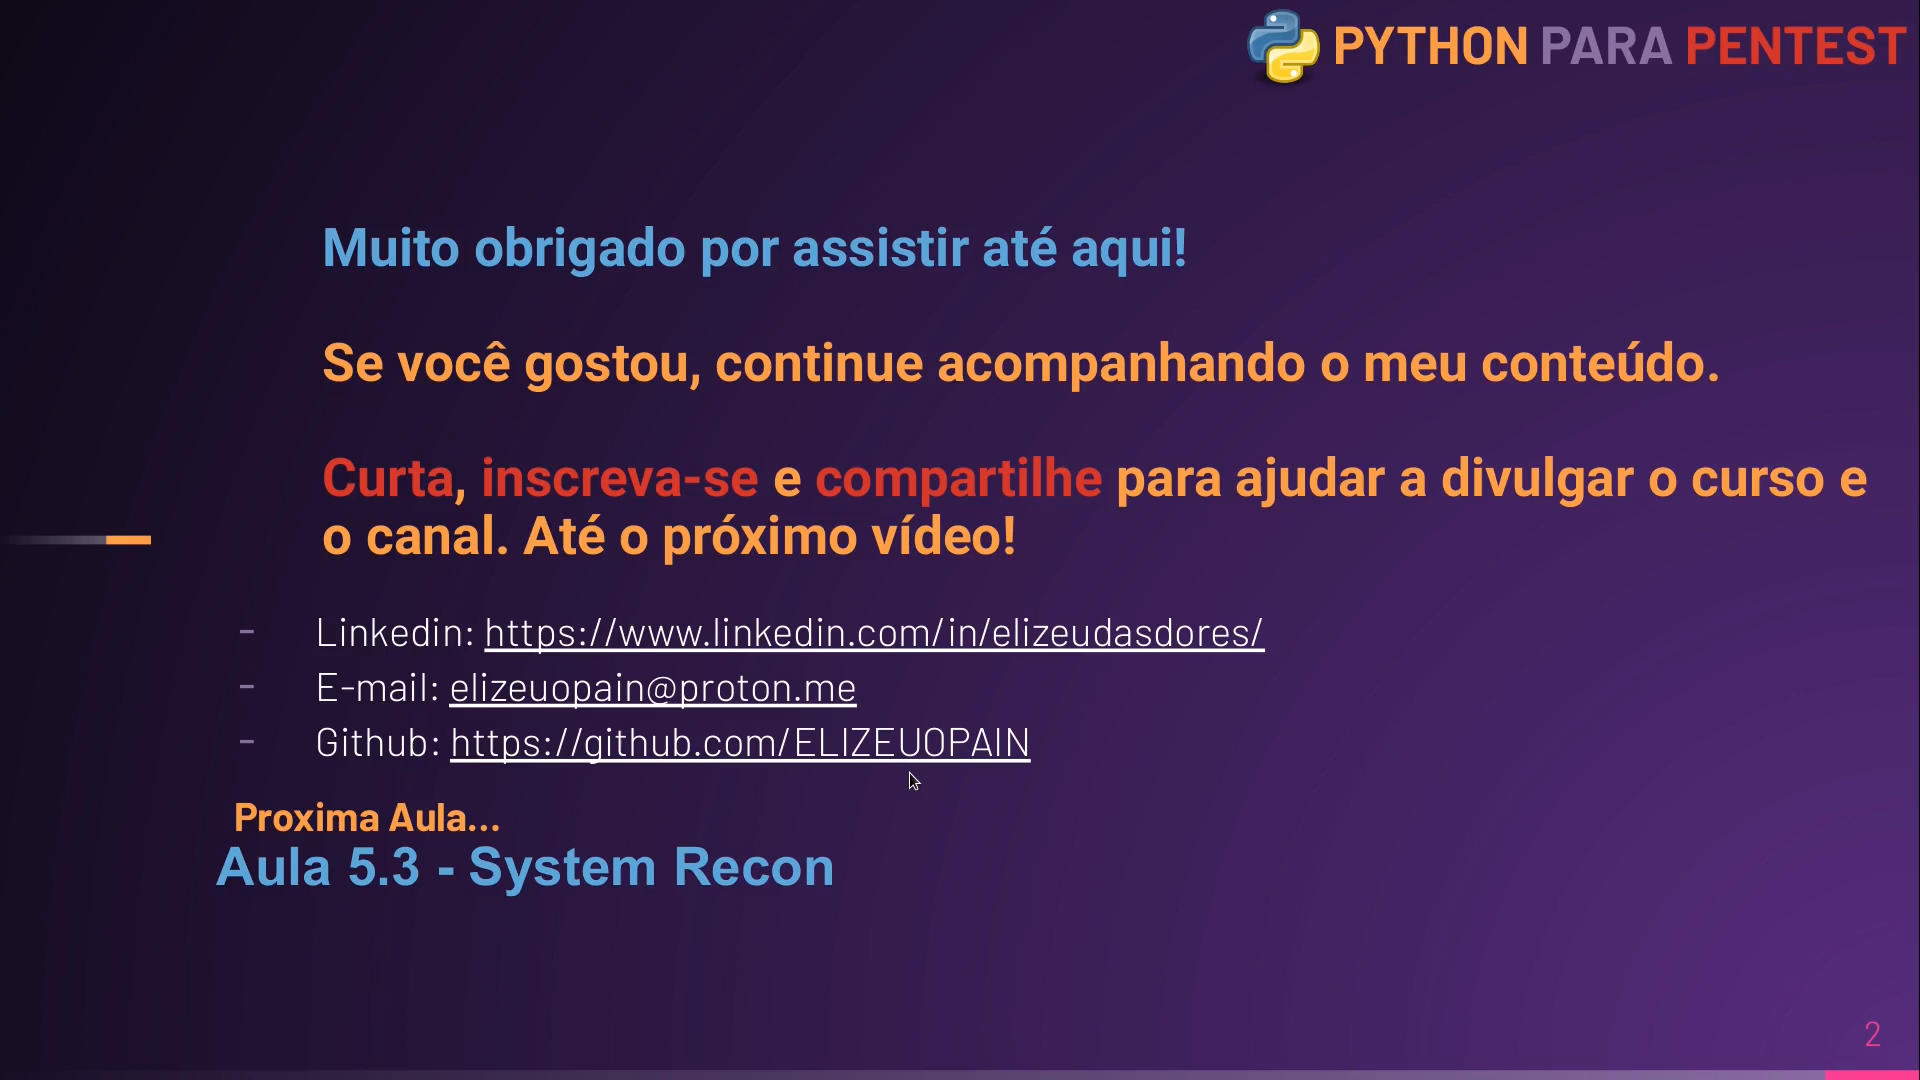 PYTHON PARA PENTEST
Muito obrigado por assistir até aqui!
Se você gostou, continue acompanhando o meu conteúdo.
Curta, inscreva-se e compartilhe para ajudar a divulgar o curso e
o canal. Até o próximo vídeo!
- Linkedin: https://www.linkedin.com/in/elizeudasdores/
- E-mail: elizeuopain@proton.me
- Github: https://github.com/ELIZEUOPAIN
Proxima Aula...
Aula 5.3 - System Recon
2